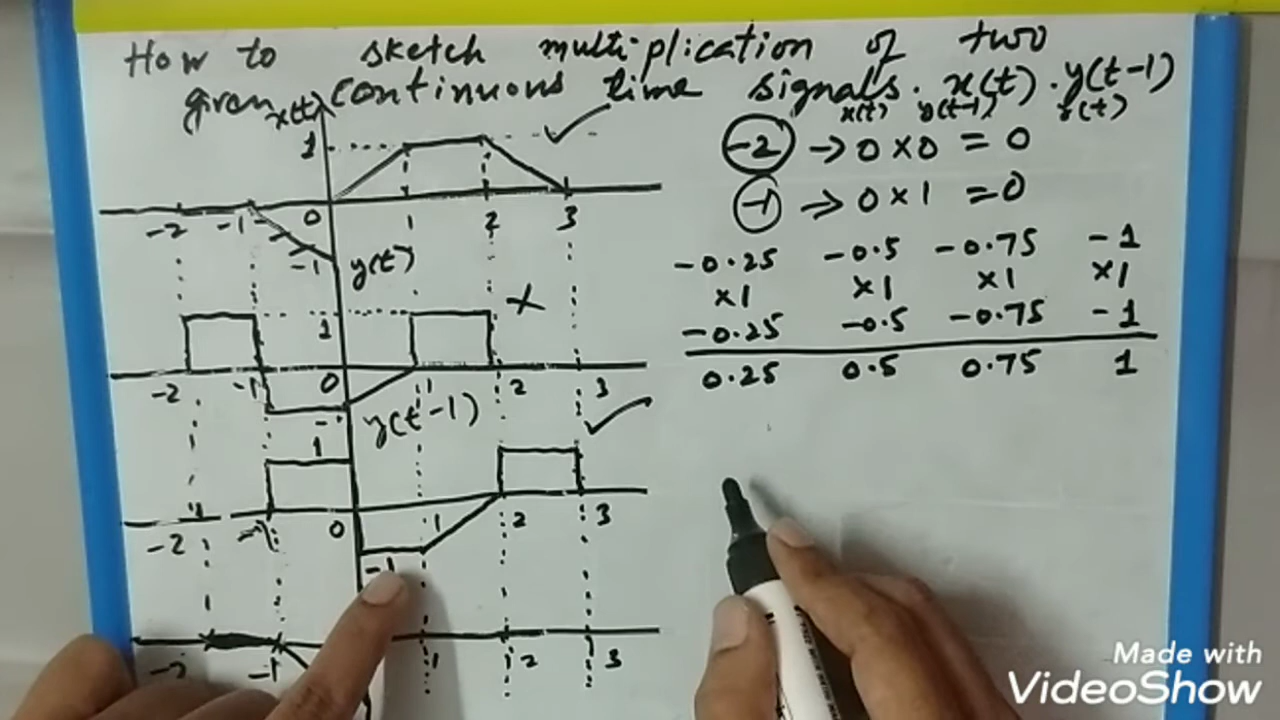 How to sketch multiplication of two
given continuous time signals. x(t).y(t-1)
x(t)
x(t) y(t-1) z(t)
1
-2 → 0 x 0 = 0
-1 → 0 x 1 = 0
-2 -1 0 1 2 3
-1
y(t)
-0.25 -0.5 -0.75 -1
x1 x1 x1 x1
-0.25 -0.5 -0.75 -1
0.25 0.5 0.75 1
1
-2 -1 0 1 2 3
-1
y(t-1)
1
-2 -1 0 1 2 3
-1
-2 -1 1 2 3
Made with
VideoShow